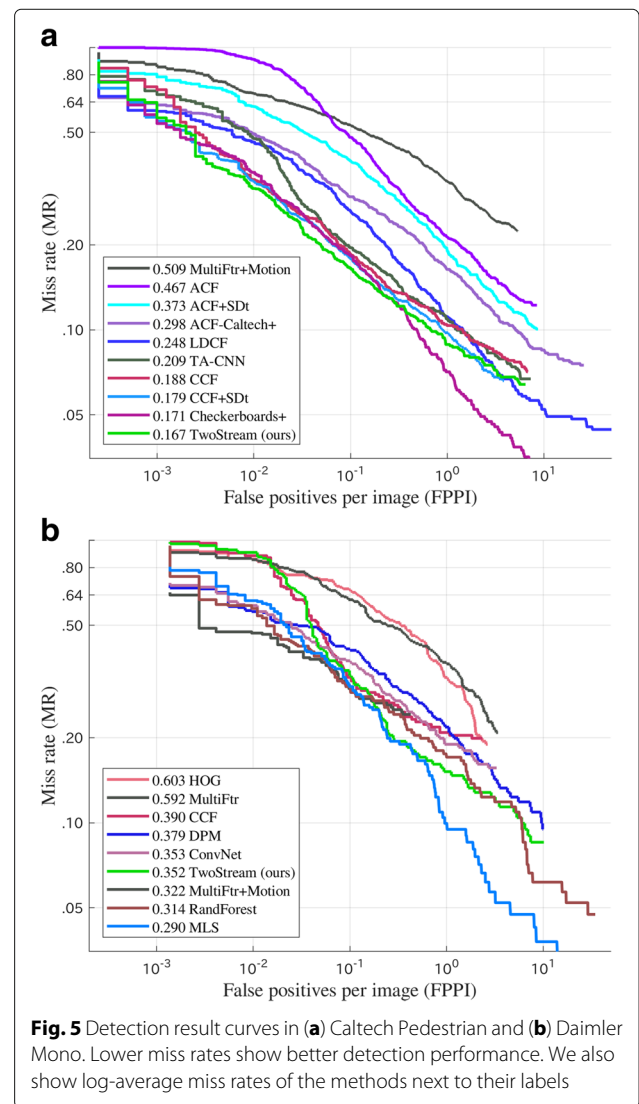 a
.80
.64
.50
.20
.10
.05
Miss rate (MR)
0.509 MultiFtr+Motion
0.467 ACF
0.373 ACF+SDt
0.298 ACF-Caltech+
0.248 LDCF
0.209 TA-CNN
0.188 CCF
0.179 CCF+SDt
0.171 Checkerboards+
0.167 TwoStream (ours)
10⁻³ 10⁻² 10⁻¹ 10⁰ 10¹
False positives per image (FPPI)
b
.80
.64
.50
.20
.10
.05
Miss rate (MR)
0.603 HOG
0.592 MultiFtr
0.390 CCF
0.379 DPM
0.353 ConvNet
0.352 TwoStream (ours)
0.322 MultiFtr+Motion
0.314 RandForest
0.290 MLS
10⁻³ 10⁻² 10⁻¹ 10⁰ 10¹
False positives per image (FPPI)
Fig. 5 Detection result curves in (a) Caltech Pedestrian and (b) Daimler
Mono. Lower miss rates show better detection performance. We also
show log-average miss rates of the methods next to their labels